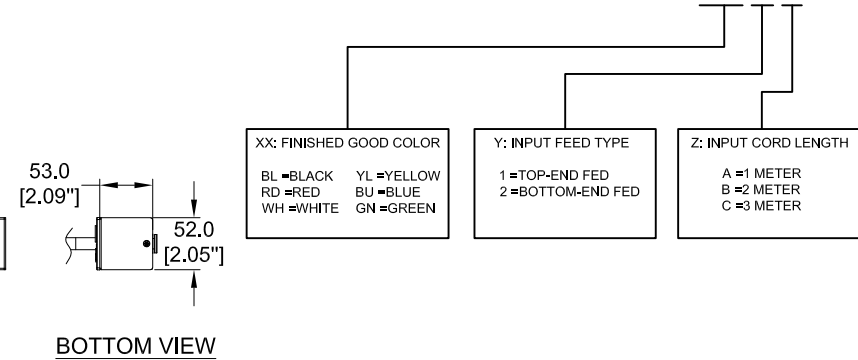 XX: FINISHED GOOD COLOR
BL =BLACK YL =YELLOW
RD =RED BU =BLUE
WH =WHITE GN =GREEN
Y: INPUT FEED TYPE
1 =TOP-END FED
2 =BOTTOM-END FED
Z: INPUT CORD LENGTH
A =1 METER
B =2 METER
C =3 METER
53.0
[2.09"]
52.0
[2.05"]
BOTTOM VIEW